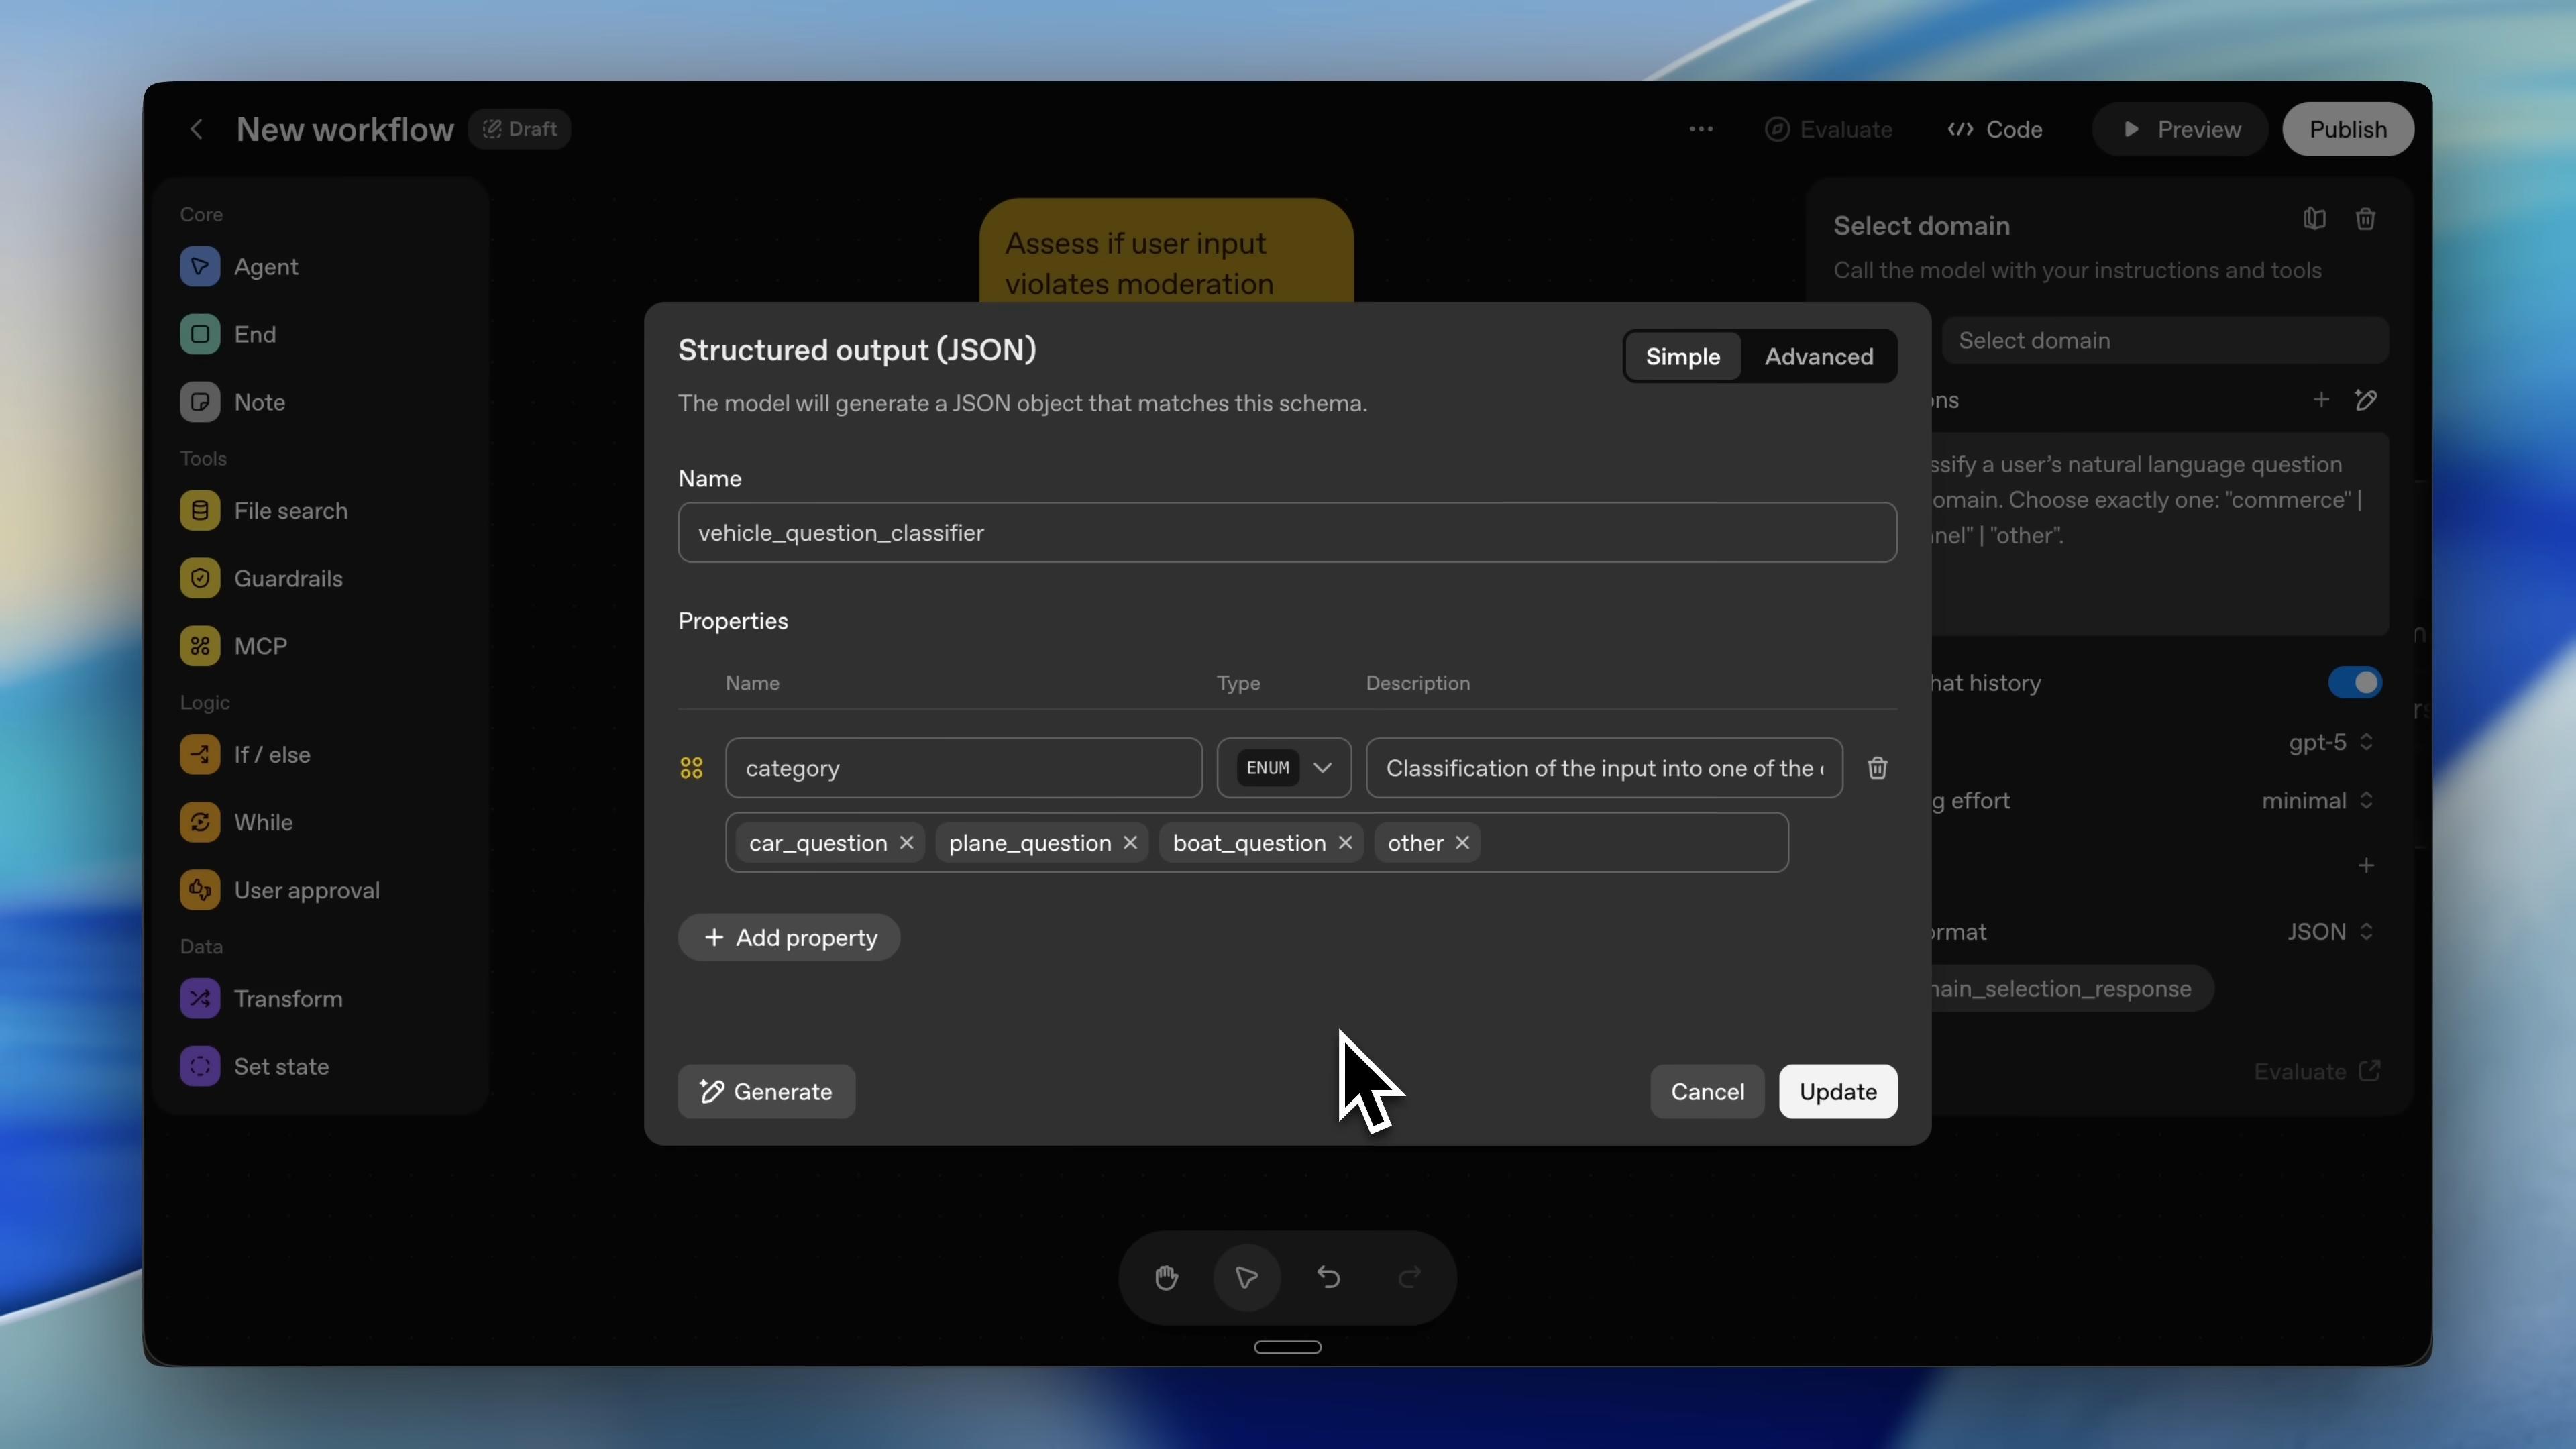 New workflow
Draft
Evaluate
Code
Preview
Publish
Core
Agent
End
Note
Tools
File search
Guardrails
MCP
Logic
If / else
While
User approval
Data
Transform
Set state
Assess if user input
violates moderation
Structured output (JSON)
Simple
Advanced
The model will generate a JSON object that matches this schema.
Name
vehicle_question_classifier
Properties
Name Type Description
category ENUM Classification of the input into one of the
car_question plane_question boat_question other
Add property
Generate
Cancel
Update
Select domain
Call the model with your instructions and tools
Select domain
ons
ssify a user’s natural language question
omain. Choose exactly one: "commerce" |
nel" | "other".
hat history
gpt-5
g effort minimal
ormat JSON
nain_selection_response
Evaluate